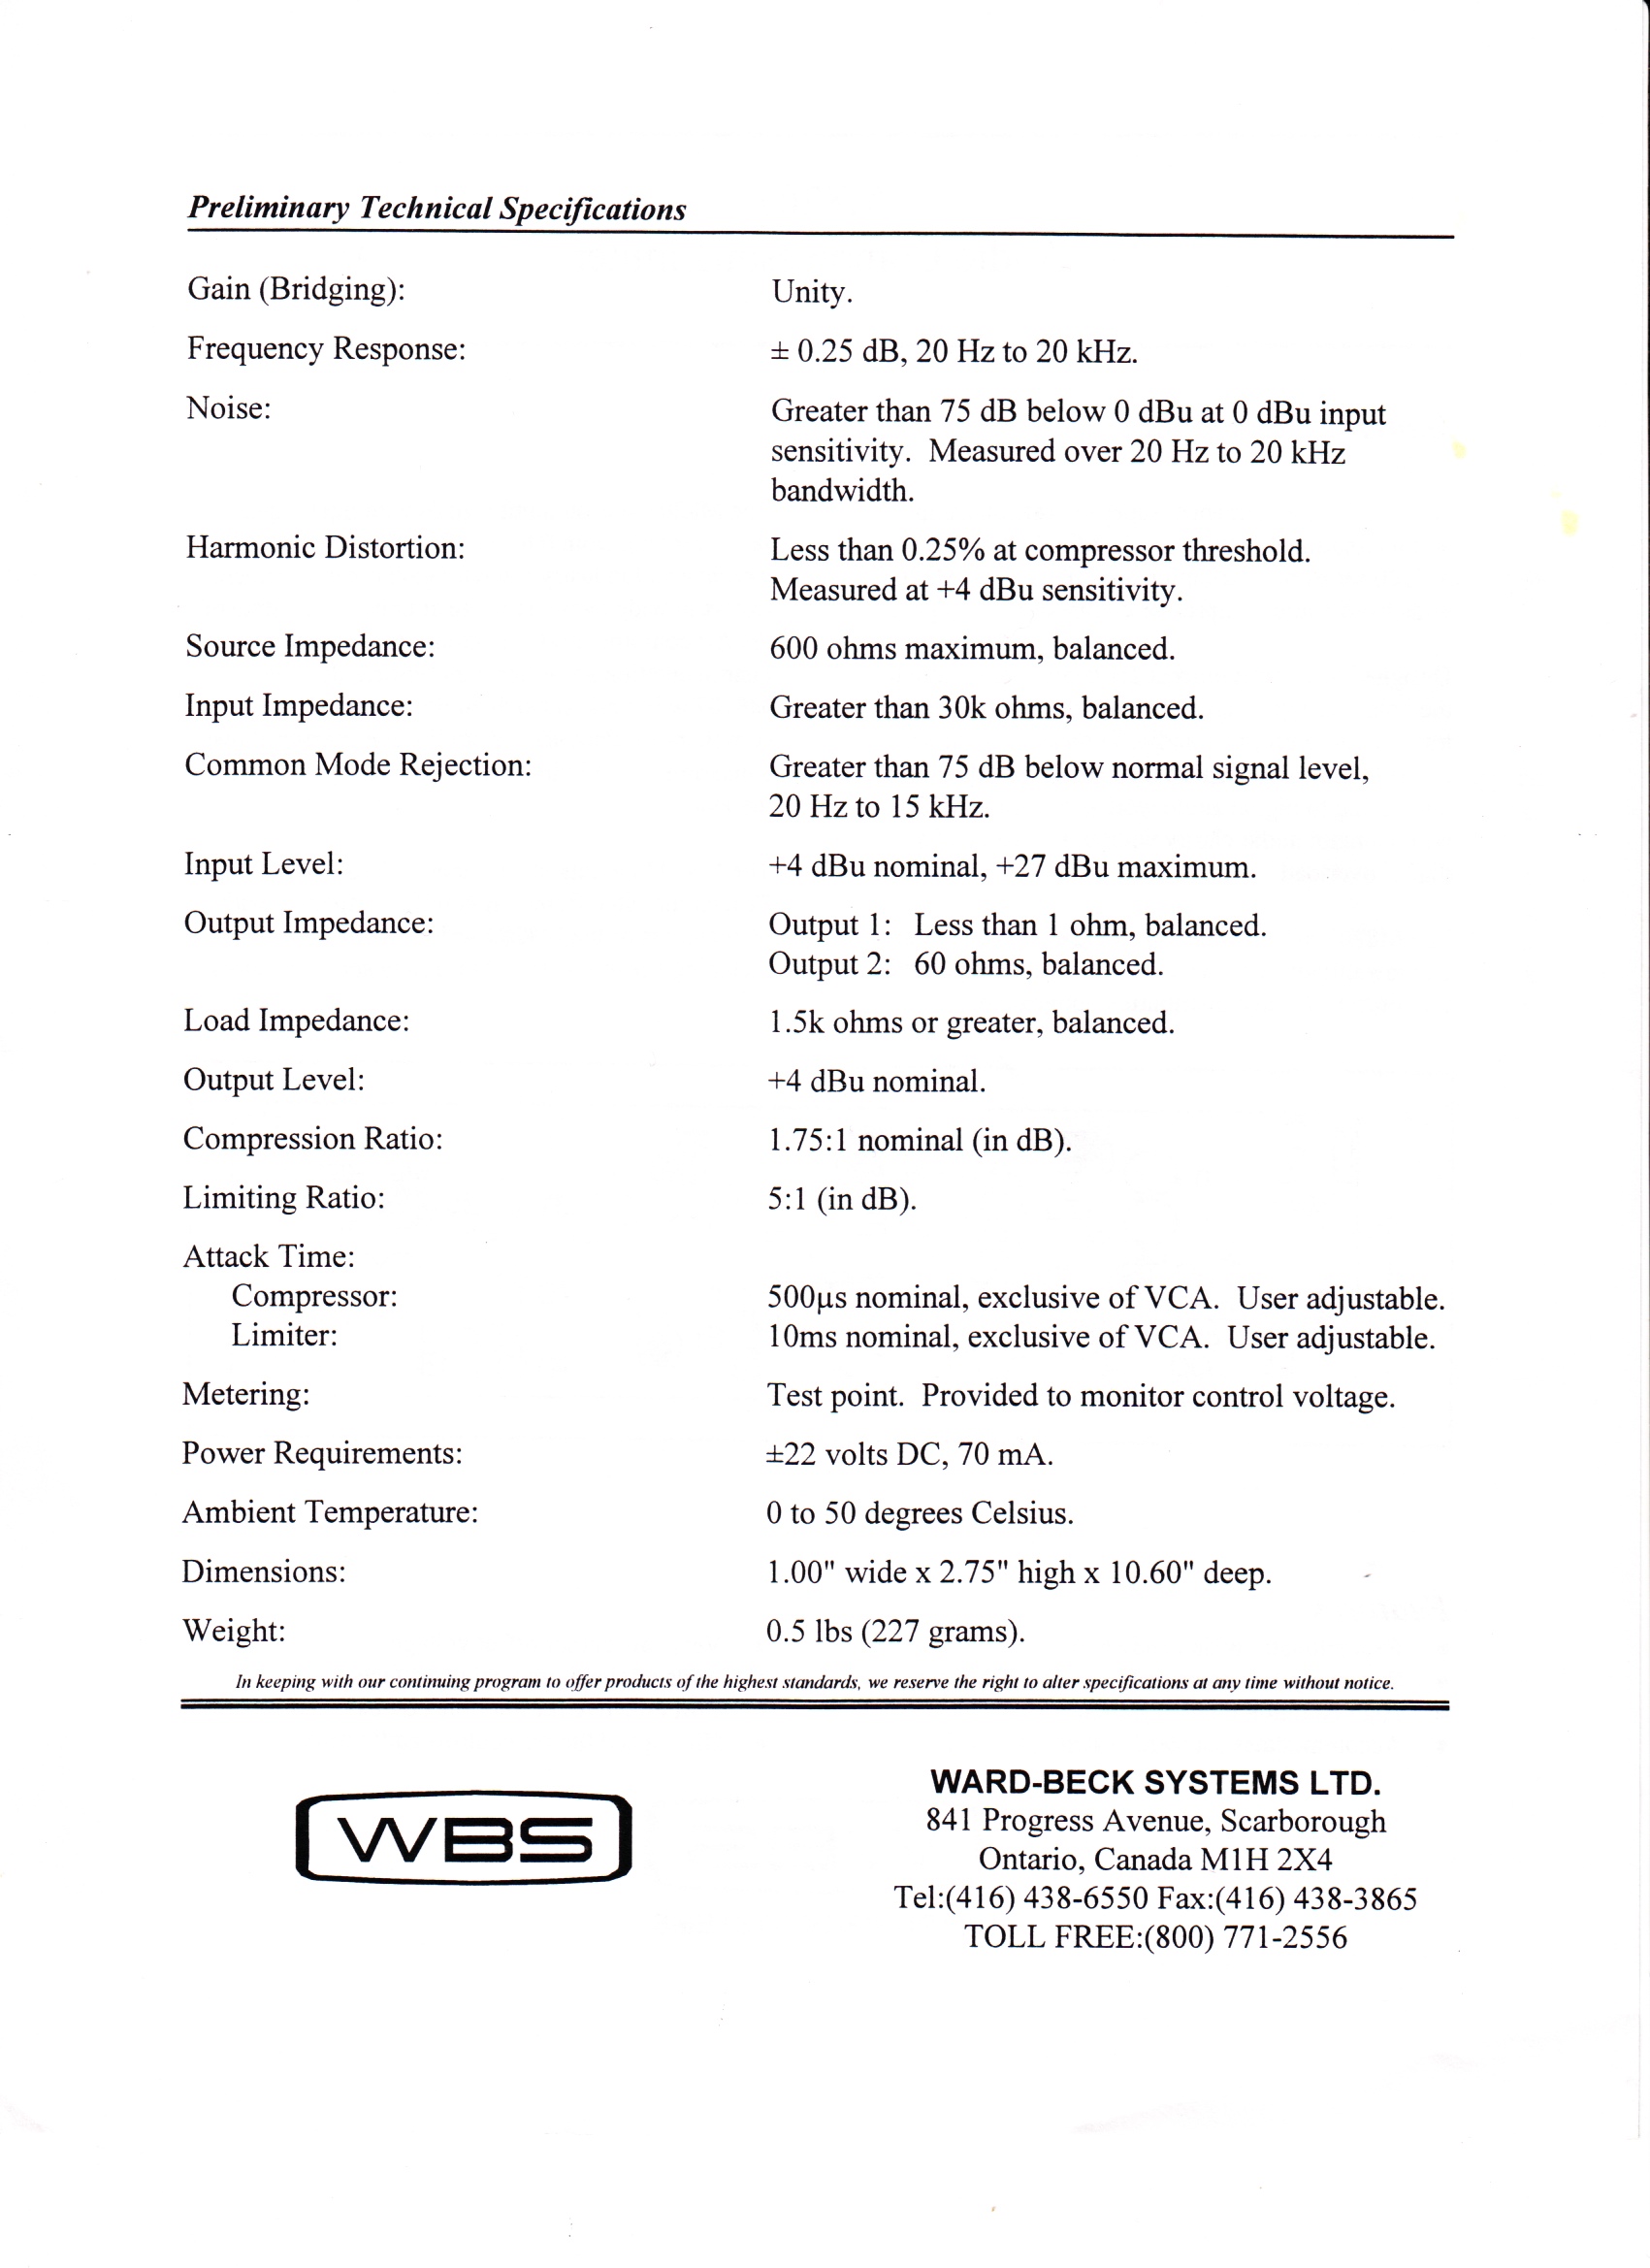 Preliminary Technical Specifications
Gain (Bridging): Unity.
Frequency Response: ± 0.25 dB, 20 Hz to 20 kHz.
Noise: Greater than 75 dB below 0 dBu at 0 dBu input
sensitivity. Measured over 20 Hz to 20 kHz
bandwidth.
Harmonic Distortion: Less than 0.25% at compressor threshold.
Measured at +4 dBu sensitivity.
Source Impedance: 600 ohms maximum, balanced.
Input Impedance: Greater than 30k ohms, balanced.
Common Mode Rejection: Greater than 75 dB below normal signal level,
20 Hz to 15 kHz.
Input Level: +4 dBu nominal, +27 dBu maximum.
Output Impedance: Output 1: Less than 1 ohm, balanced.
Output 2: 60 ohms, balanced.
Load Impedance: 1.5k ohms or greater, balanced.
Output Level: +4 dBu nominal.
Compression Ratio: 1.75:1 nominal (in dB).
Limiting Ratio: 5:1 (in dB).
Attack Time:
Compressor: 500µs nominal, exclusive of VCA. User adjustable.
Limiter: 10ms nominal, exclusive of VCA. User adjustable.
Metering: Test point. Provided to monitor control voltage.
Power Requirements: ±22 volts DC, 70 mA.
Ambient Temperature: 0 to 50 degrees Celsius.
Dimensions: 1.00" wide x 2.75" high x 10.60" deep.
Weight: 0.5 lbs (227 grams).
In keeping with our continuing program to offer products of the highest standards, we reserve the right to alter specifications at any time without notice.
WBS
WARD-BECK SYSTEMS LTD.
841 Progress Avenue, Scarborough
Ontario, Canada M1H 2X4
Tel:(416) 438-6550 Fax:(416) 438-3865
TOLL FREE:(800) 771-2556